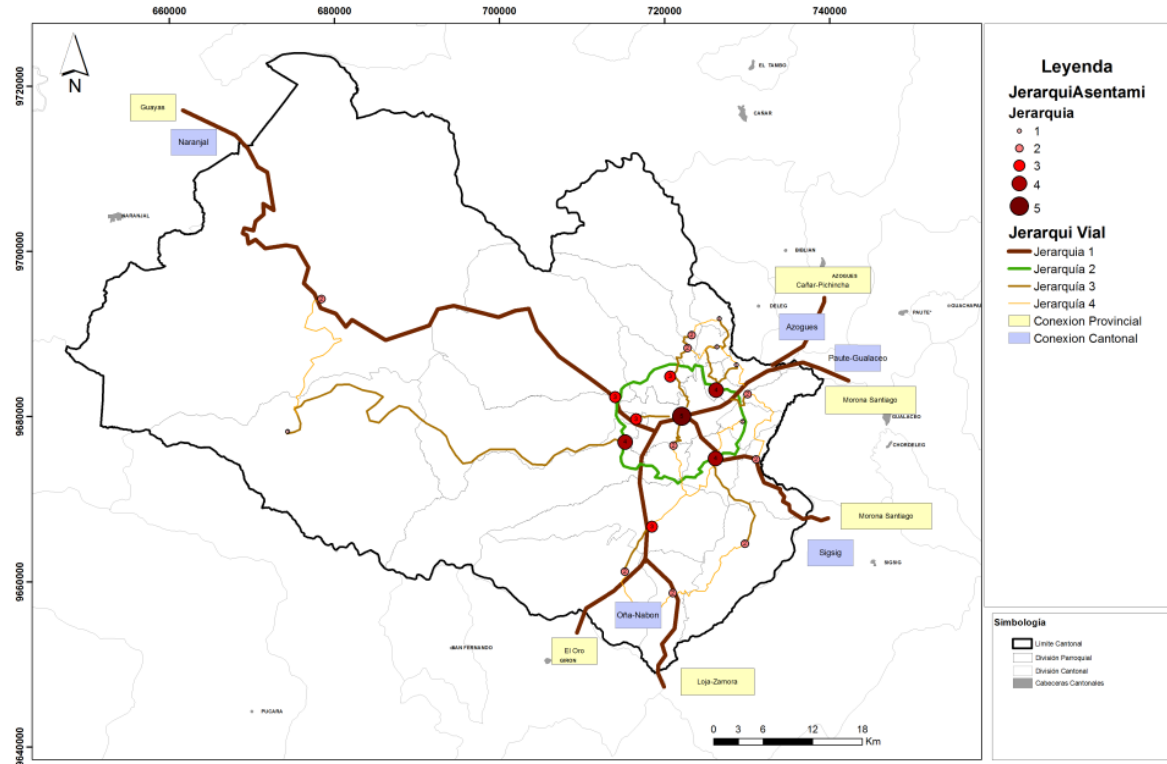 660000
680000
700000
720000
740000
9720000
9700000
9680000
9660000
9640000
N
EL TAMBO
CAÑAR
Guayas
Naranjal
NARANJAL
BIBLIAN
AZOGUES
Cañar-Pichincha
DELEG
PAUTE
Azogues
Paute-Gualaceo
Morona Santiago
GUALACEO
CHORDELEG
Morona Santiago
Sigsig
SIGSIG
Oña-Nabon
SAN FERNANDO
El Oro
GIRON
Loja-Zamora
PUCARA
0 3 6 12 18
Km
Leyenda
JerarquiAsentami
Jerarquia
1
2
3
4
5
Jerarqui Vial
Jerarquia 1
Jerarquía 2
Jerarquía 3
Jerarquía 4
Conexion Provincial
Conexion Cantonal
Simbologia
Límite Cantonal
División Parroquial
División Cantonal
Cabeceras Cantonales